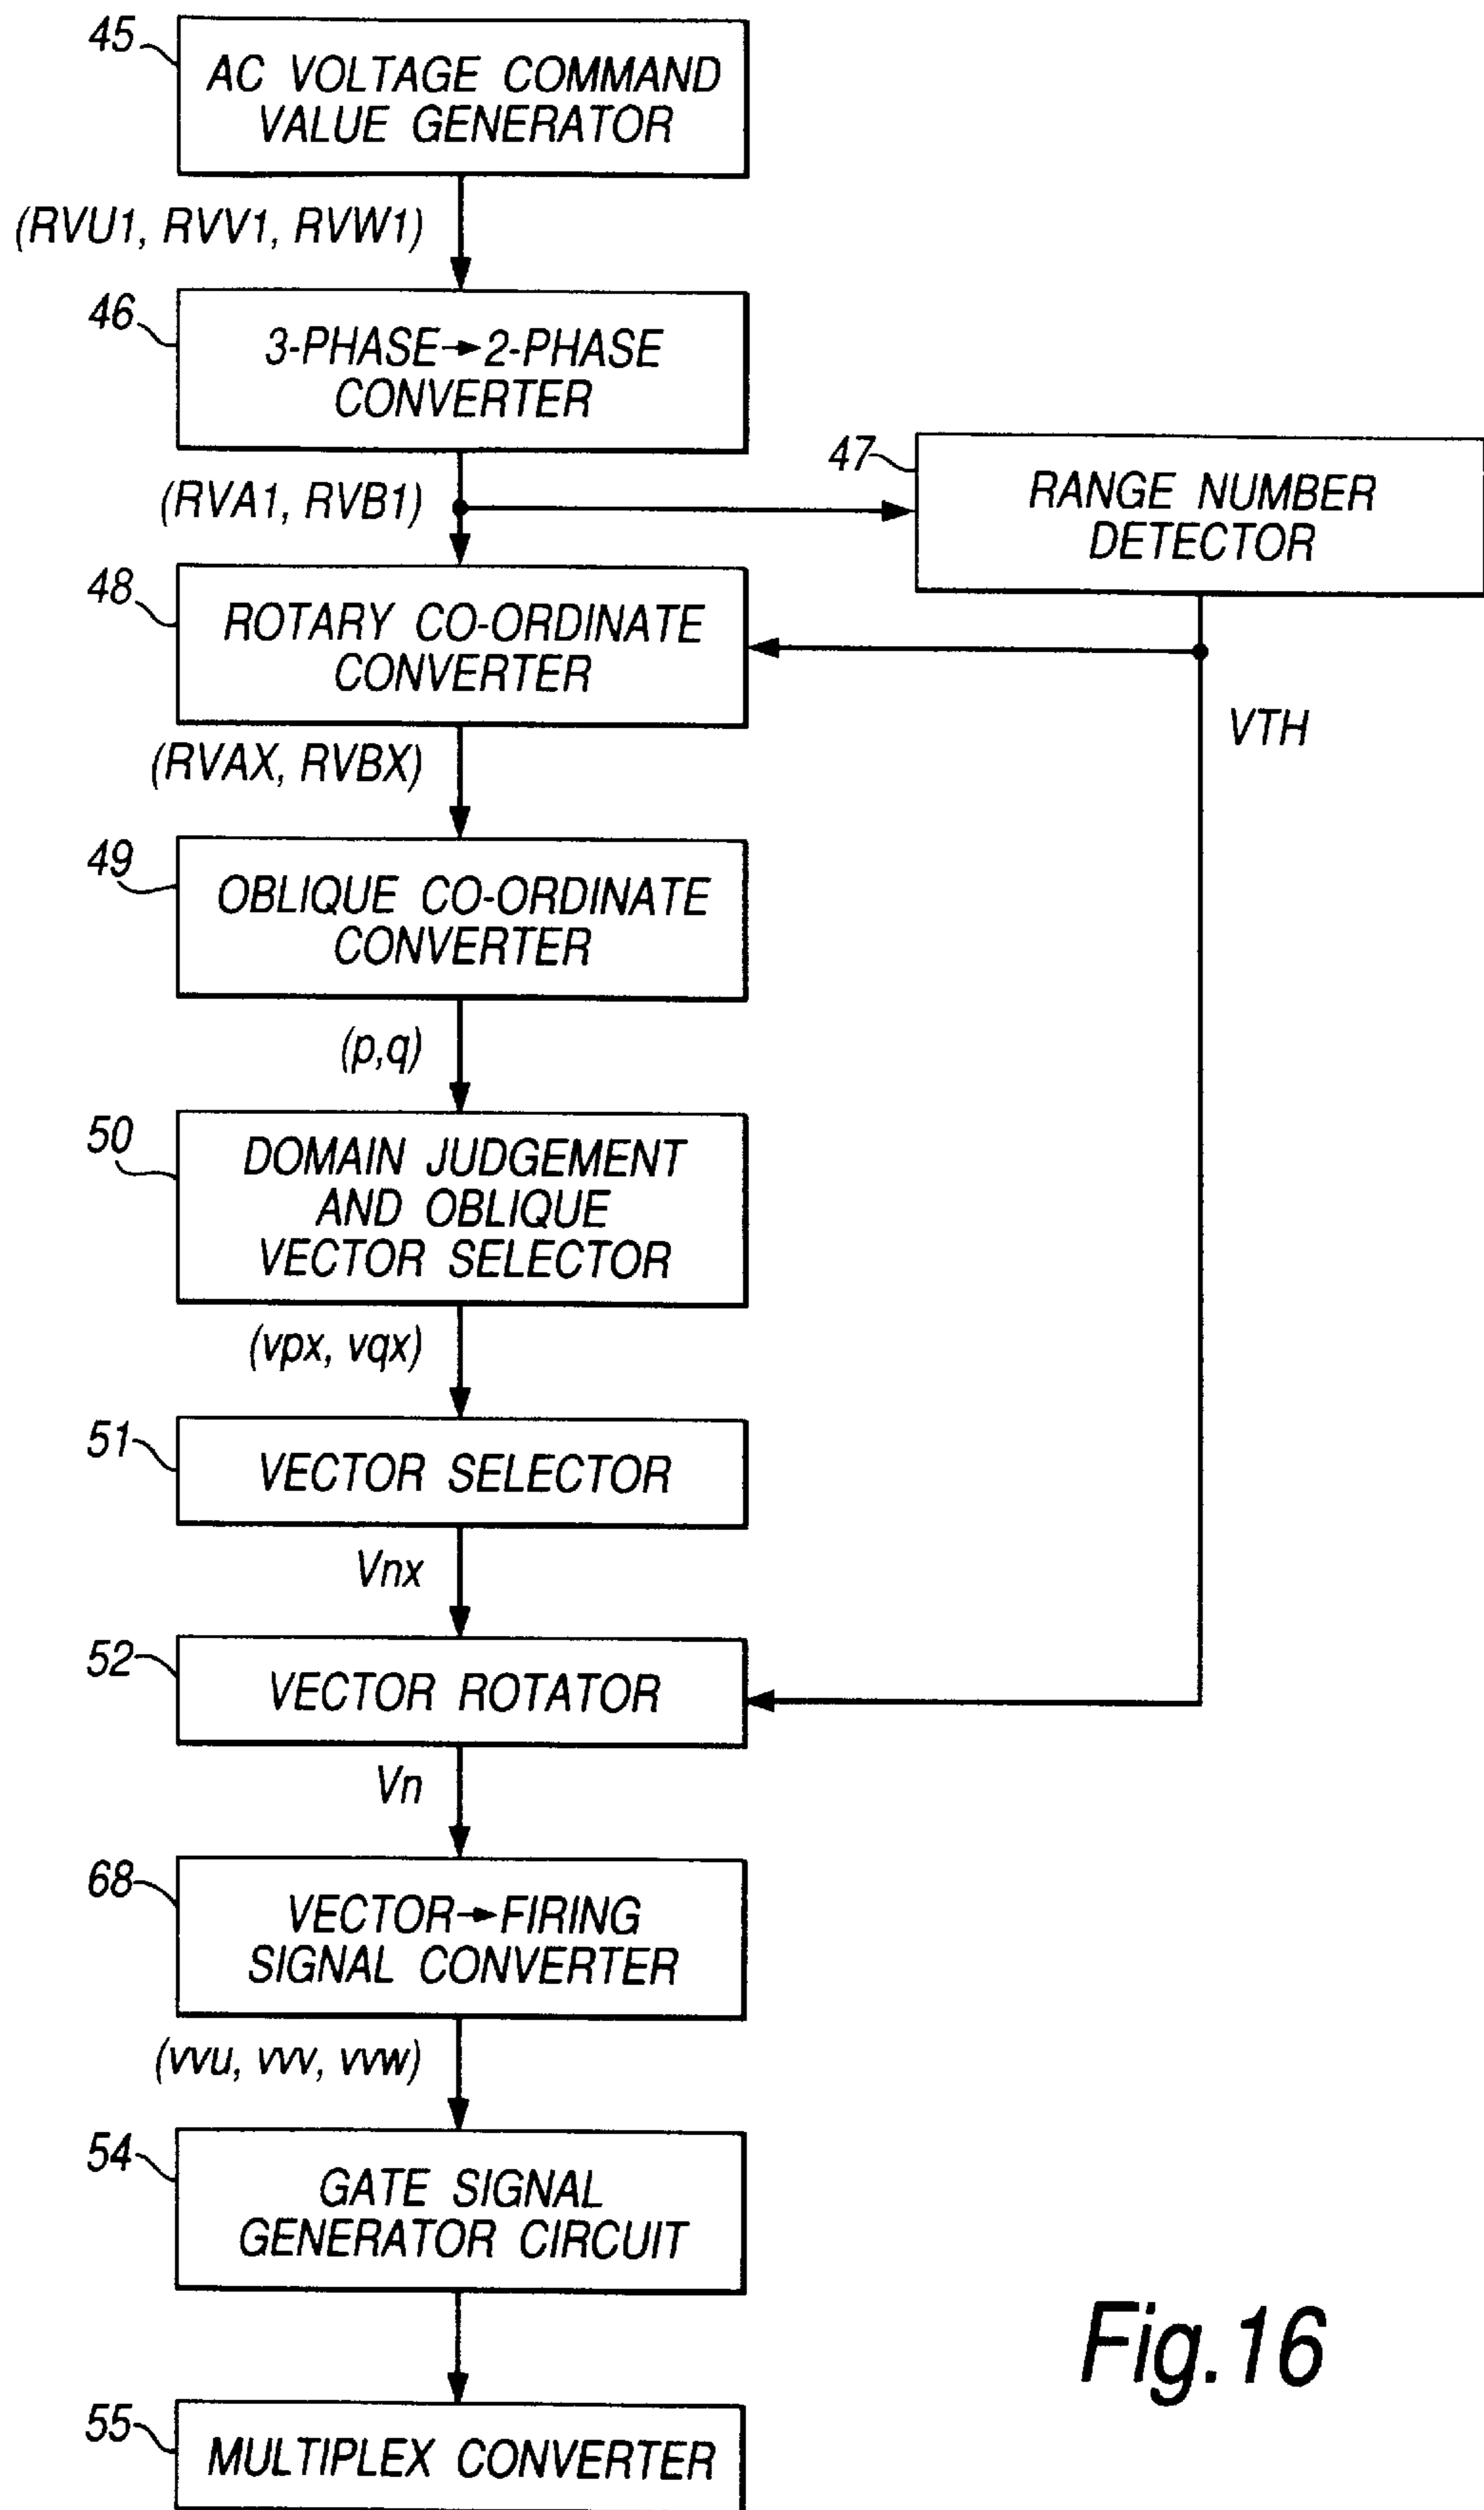 45
AC VOLTAGE COMMAND
VALUE GENERATOR
(RVU1, RVV1, RVW1)
46
3-PHASE→2-PHASE
CONVERTER
47
RANGE NUMBER
DETECTOR
(RVA1, RVB1)
48
ROTARY CO-ORDINATE
CONVERTER
VTH
(RVAX, RVBX)
49
OBLIQUE CO-ORDINATE
CONVERTER
(p,q)
50
DOMAIN JUDGEMENT
AND OBLIQUE
VECTOR SELECTOR
(vpx, vqx)
51
VECTOR SELECTOR
Vnx
52
VECTOR ROTATOR
Vn
68
VECTOR→FIRING
SIGNAL CONVERTER
(vvu, vvv, vvw)
54
GATE SIGNAL
GENERATOR CIRCUIT
55
MULTIPLEX CONVERTER
Fig.16